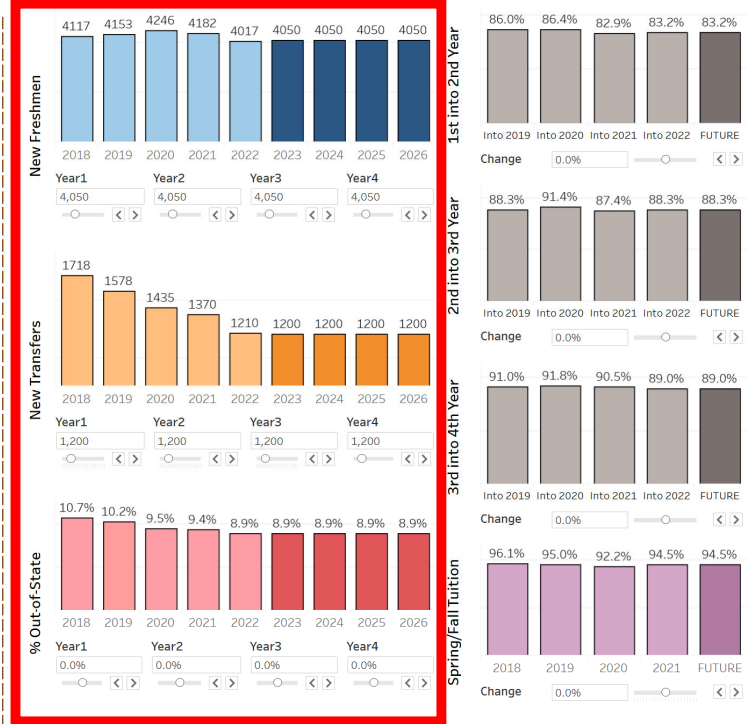 New Freshmen
4117 4153 4246 4182 4017 4050 4050 4050 4050
2018 2019 2020 2021 2022 2023 2024 2025 2026
Year1 Year2 Year3 Year4
4,050 4,050 4,050 4,050
New Transfers
1718 1578 1435 1370 1210 1200 1200 1200 1200
2018 2019 2020 2021 2022 2023 2024 2025 2026
Year1 Year2 Year3 Year4
1,200 1,200 1,200 1,200
% Out-of-State
10.7% 10.2% 9.5% 9.4% 8.9% 8.9% 8.9% 8.9% 8.9%
2018 2019 2020 2021 2022 2023 2024 2025 2026
Year1 Year2 Year3 Year4
0.0% 0.0% 0.0% 0.0%
1st into 2nd Year
86.0% 86.4% 82.9% 83.2% 83.2%
Into 2019 Into 2020 Into 2021 Into 2022 FUTURE
Change 0.0%
2nd into 3rd Year
88.3% 91.4% 87.4% 88.3% 88.3%
Into 2019 Into 2020 Into 2021 Into 2022 FUTURE
Change 0.0%
3rd into 4th Year
91.0% 91.8% 90.5% 89.0% 89.0%
Into 2019 Into 2020 Into 2021 Into 2022 FUTURE
Change 0.0%
Spring/Fall Tuition
96.1% 95.0% 92.2% 94.5% 94.5%
2018 2019 2020 2021 FUTURE
Change 0.0%